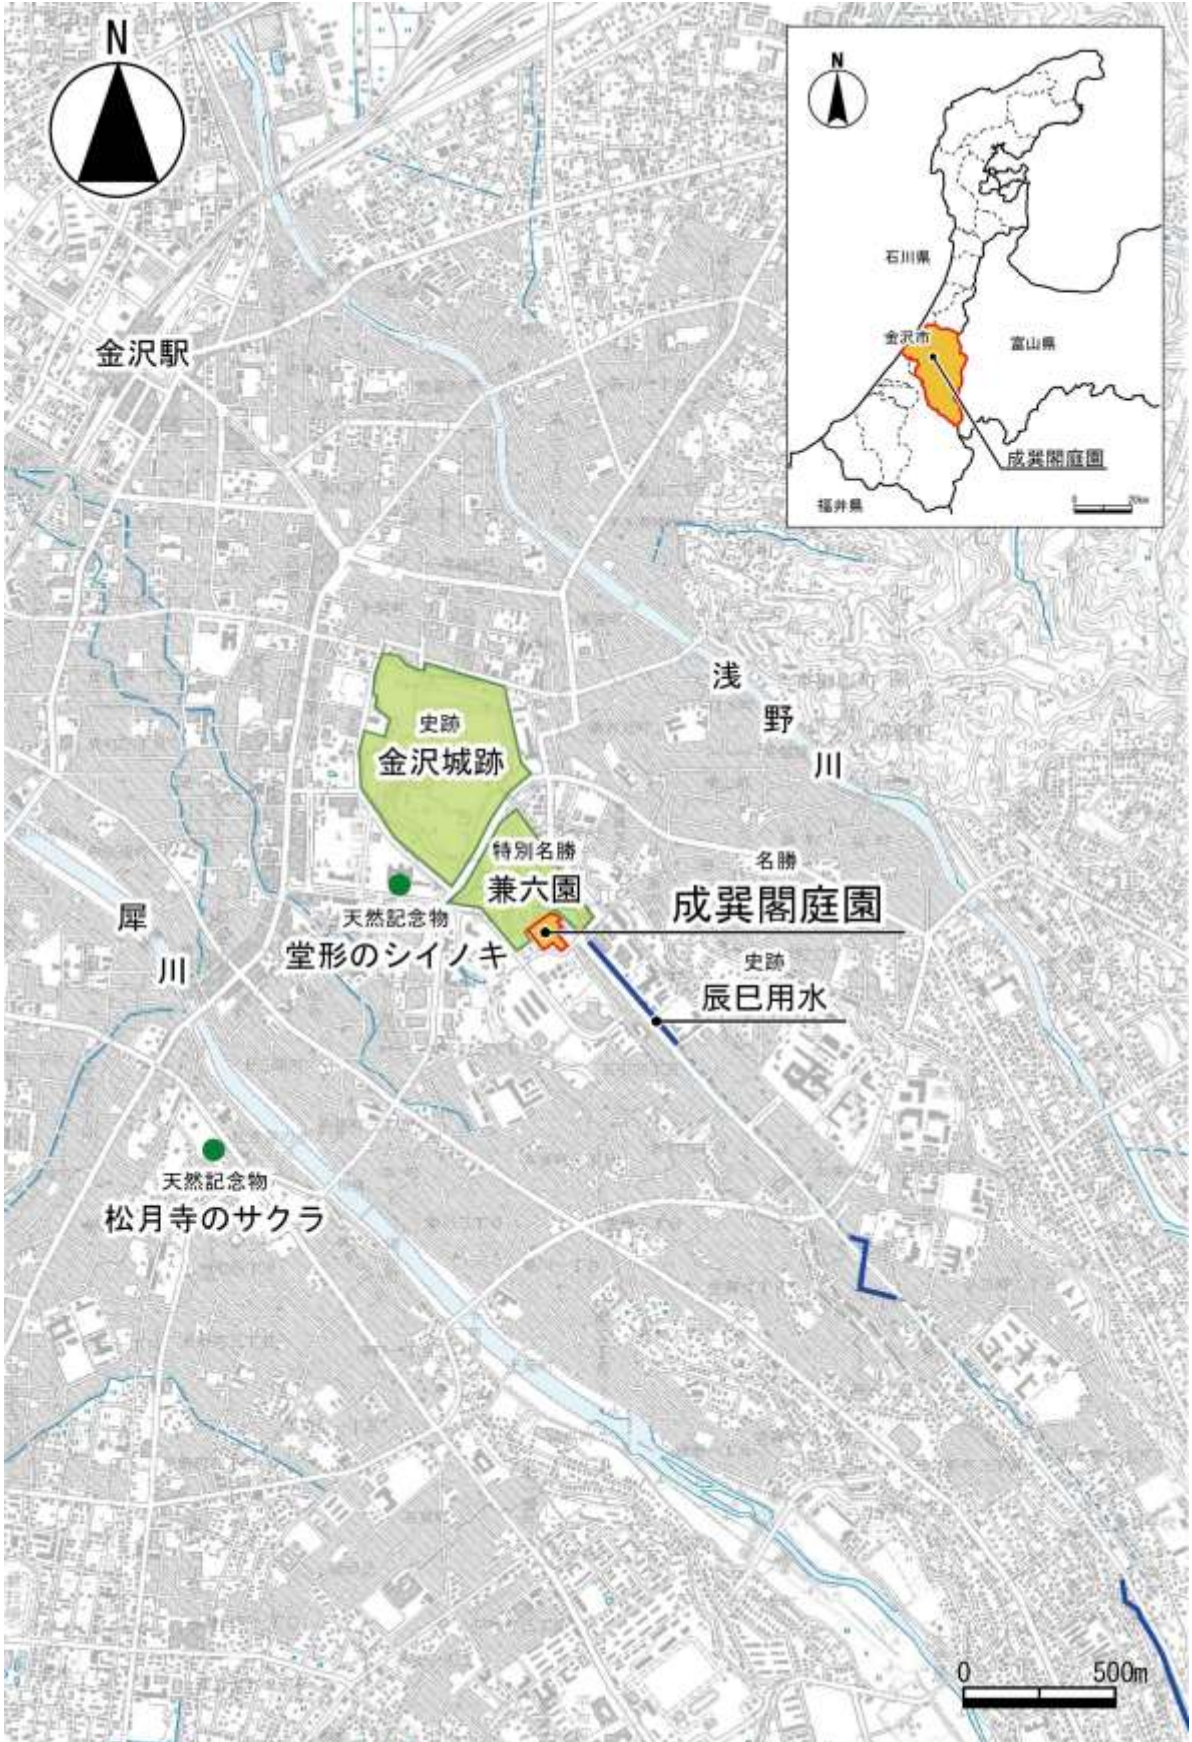 N
N
石川県
金沢市
富山県
成巽閣庭園
福井県
0
20km
金沢駅
浅野川
史跡
金沢城跡
特別名勝
兼六園
名勝
成巽閣庭園
天然記念物
堂形のシイノキ
史跡
辰巳用水
犀川
天然記念物
松月寺のサクラ
0
500m